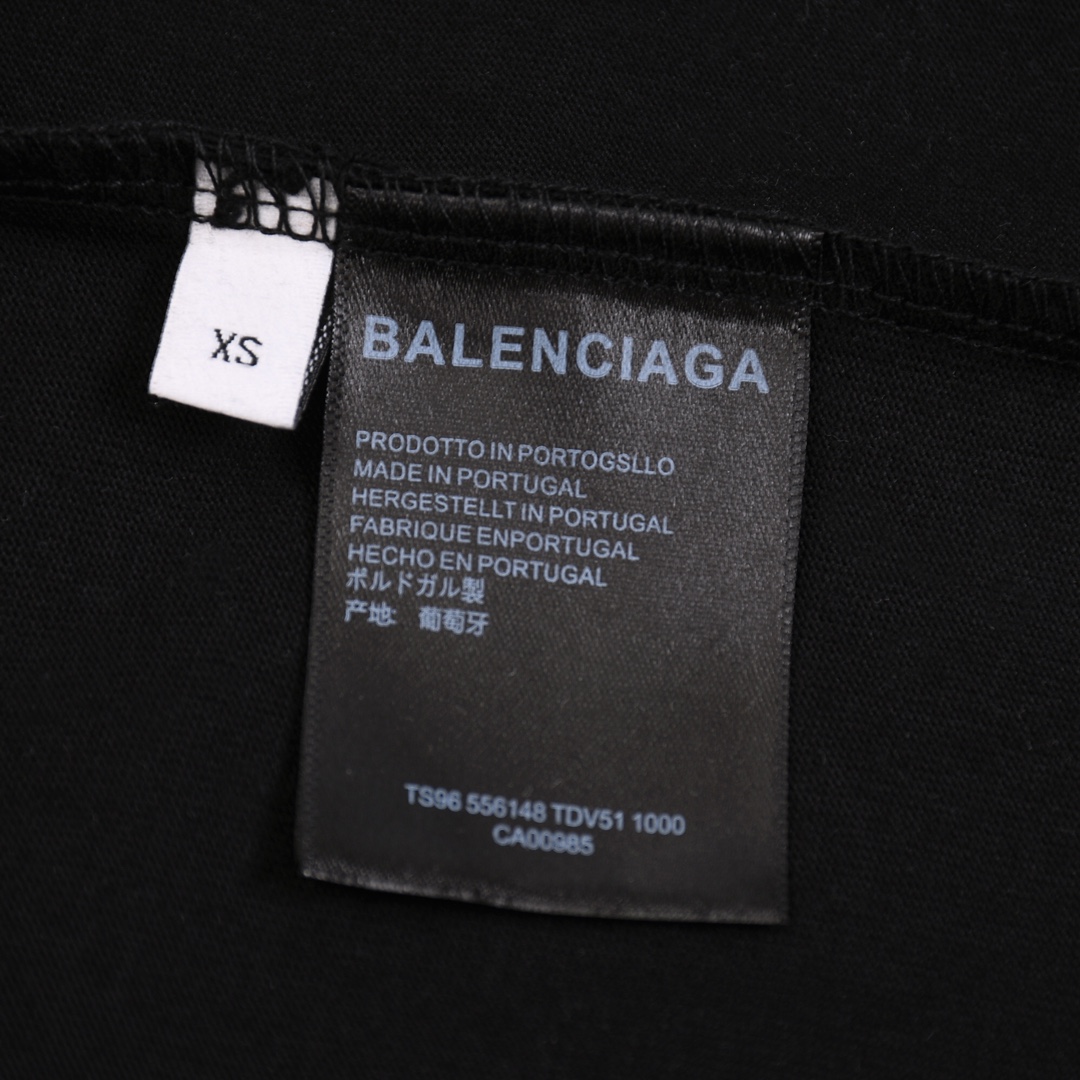 XS
BALENCIAGA
PRODOTTO IN PORTOGSLLO
MADE IN PORTUGAL
HERGESTELLT IN PORTUGAL
FABRIQUE ENPORTUGAL
HECHO EN PORTUGAL
ポルドガル製
产地: 葡萄牙
TS96 556148 TDV51 1000
CA00985